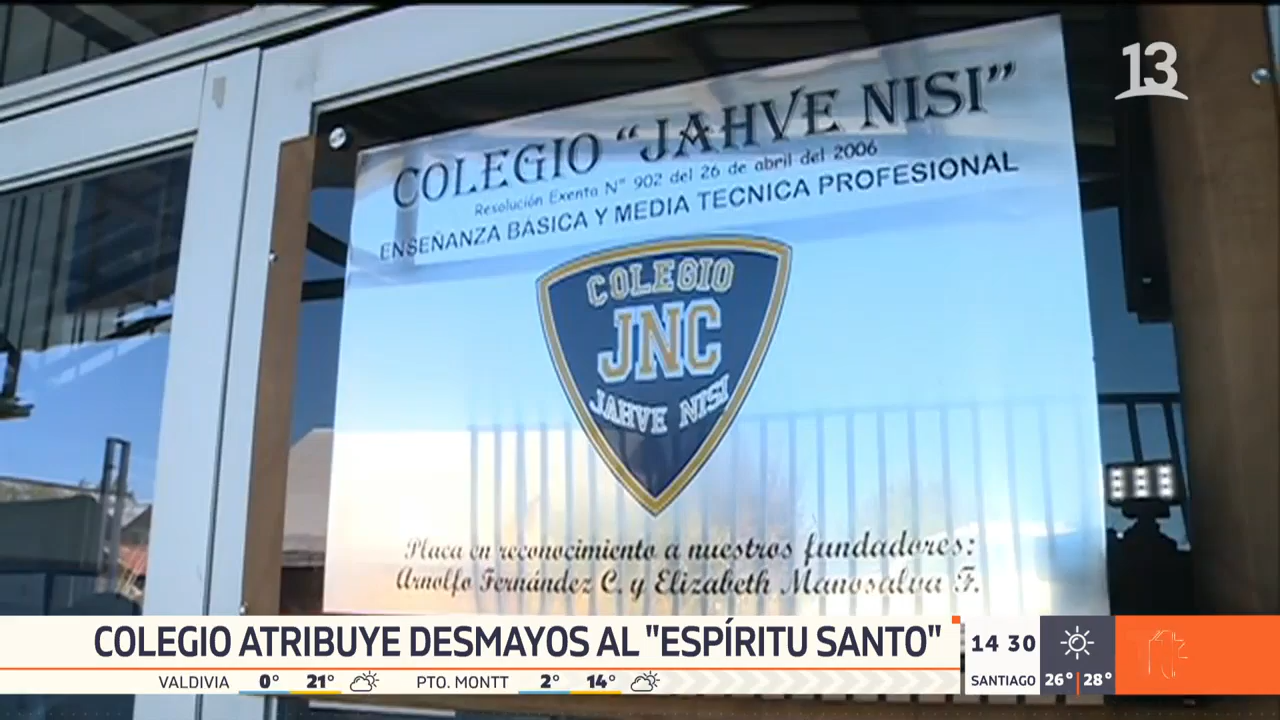 13
COLEGIO "JAHVE NISI"
Resolución Exenta N° 902 del 26 de abril del 2006
ENSEÑANZA BÁSICA Y MEDIA TECNICA PROFESIONAL
COLEGIO
JNC
JAHVE NISI
Placa en reconocimiento a nuestros fundadores:
Arnolfo Fernández C. y Elizabeth Manosalva F.
COLEGIO ATRIBUYE DESMAYOS AL "ESPÍRITU SANTO"
14 30
SANTIAGO 26° 28°
VALDIVIA 0° 21° PTO. MONTT 2° 14°